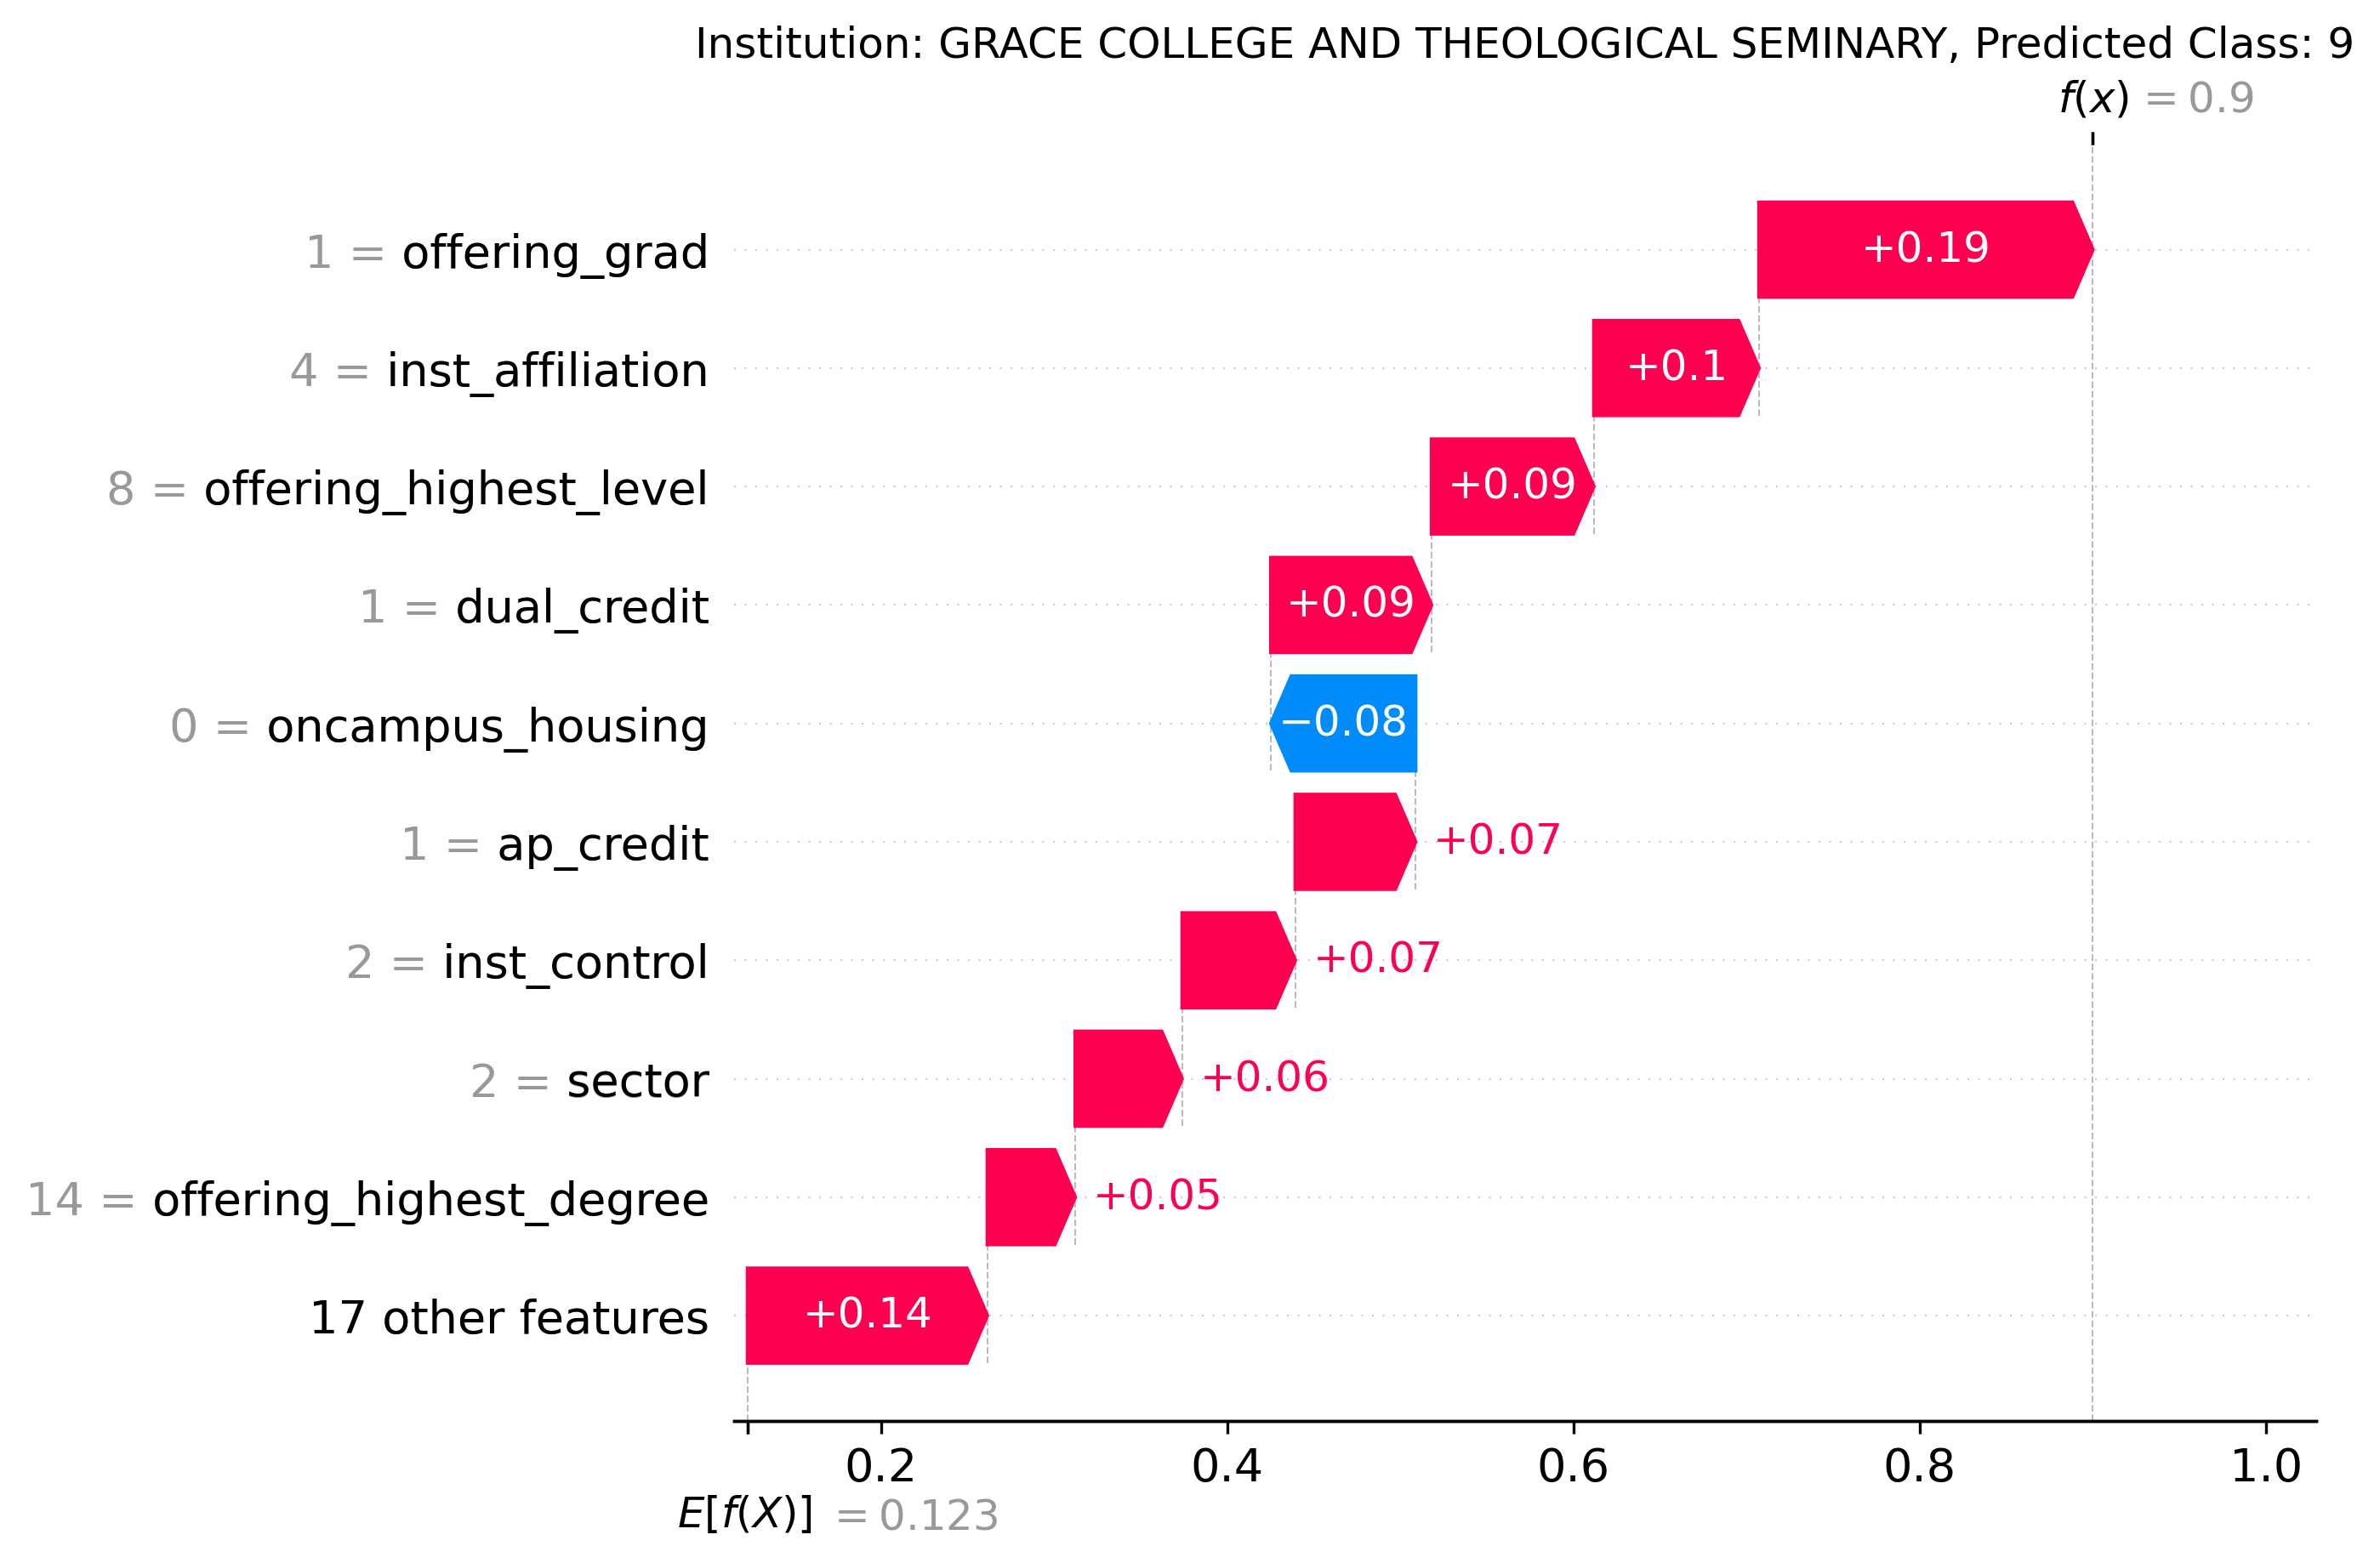 Institution: GRACE COLLEGE AND THEOLOGICAL SEMINARY, Predicted Class: 9
f(x) = 0.9
1 = offering_grad +0.19
4 = inst_affiliation +0.1
8 = offering_highest_level +0.09
1 = dual_credit +0.09
0 = oncampus_housing −0.08
1 = ap_credit +0.07
2 = inst_control +0.07
2 = sector +0.06
14 = offering_highest_degree +0.05
17 other features +0.14
0.2 0.4 0.6 0.8 1.0
E[f(X)] = 0.123